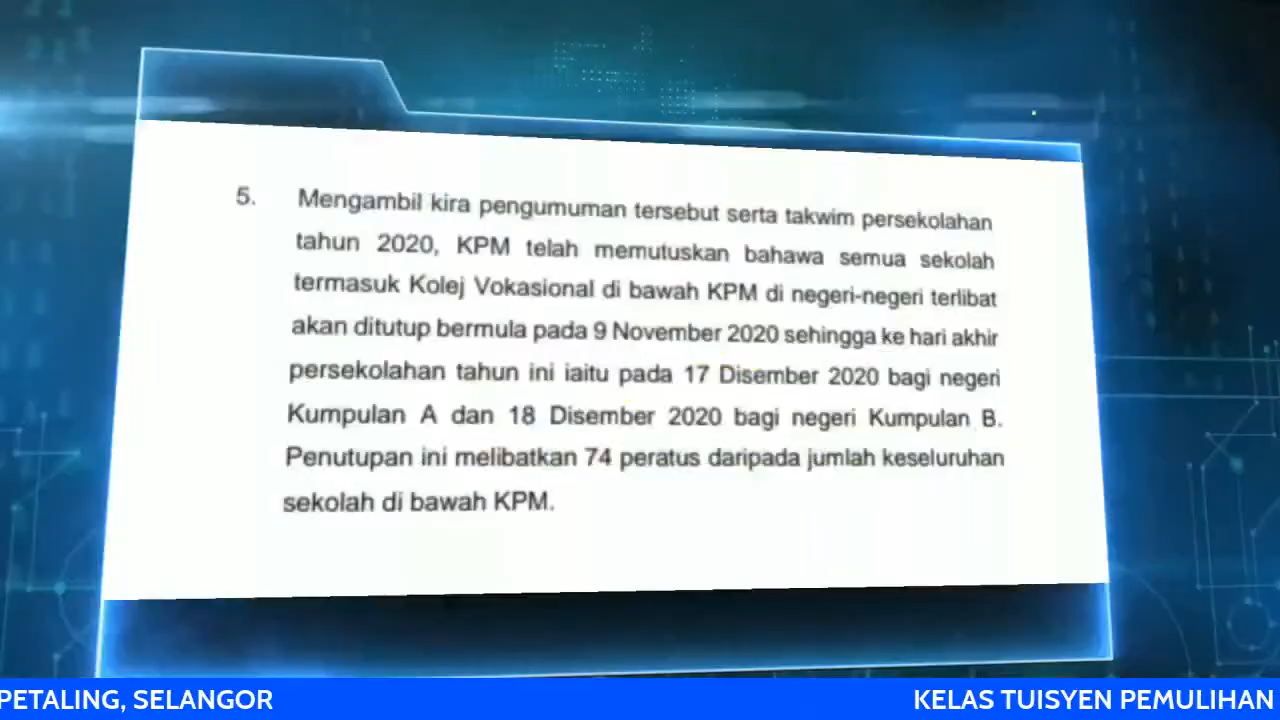 5. Mengambil kira pengumuman tersebut serta takwim persekolahan
tahun 2020, KPM telah memutuskan bahawa semua sekolah
termasuk Kolej Vokasional di bawah KPM di negeri-negeri terlibat
akan ditutup bermula pada 9 November 2020 sehingga ke hari akhir
persekolahan tahun ini iaitu pada 17 Disember 2020 bagi negeri
Kumpulan A dan 18 Disember 2020 bagi negeri Kumpulan B.
Penutupan ini melibatkan 74 peratus daripada jumlah keseluruhan
sekolah di bawah KPM.
PETALING, SELANGOR
KELAS TUISYEN PEMULIHAN